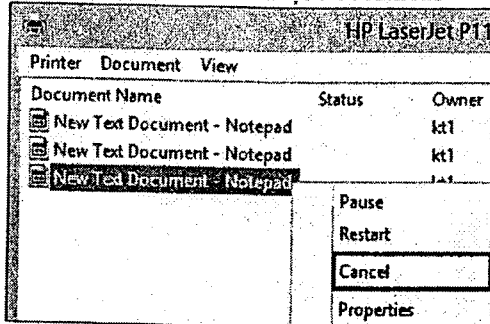 HP LaserJet P11
Printer Document View
Document Name Status Owner
New Text Document - Notepad kt1
New Text Document - Notepad kt1
New Text Document - Notepad kt1
Pause
Restart
Cancel
Properties